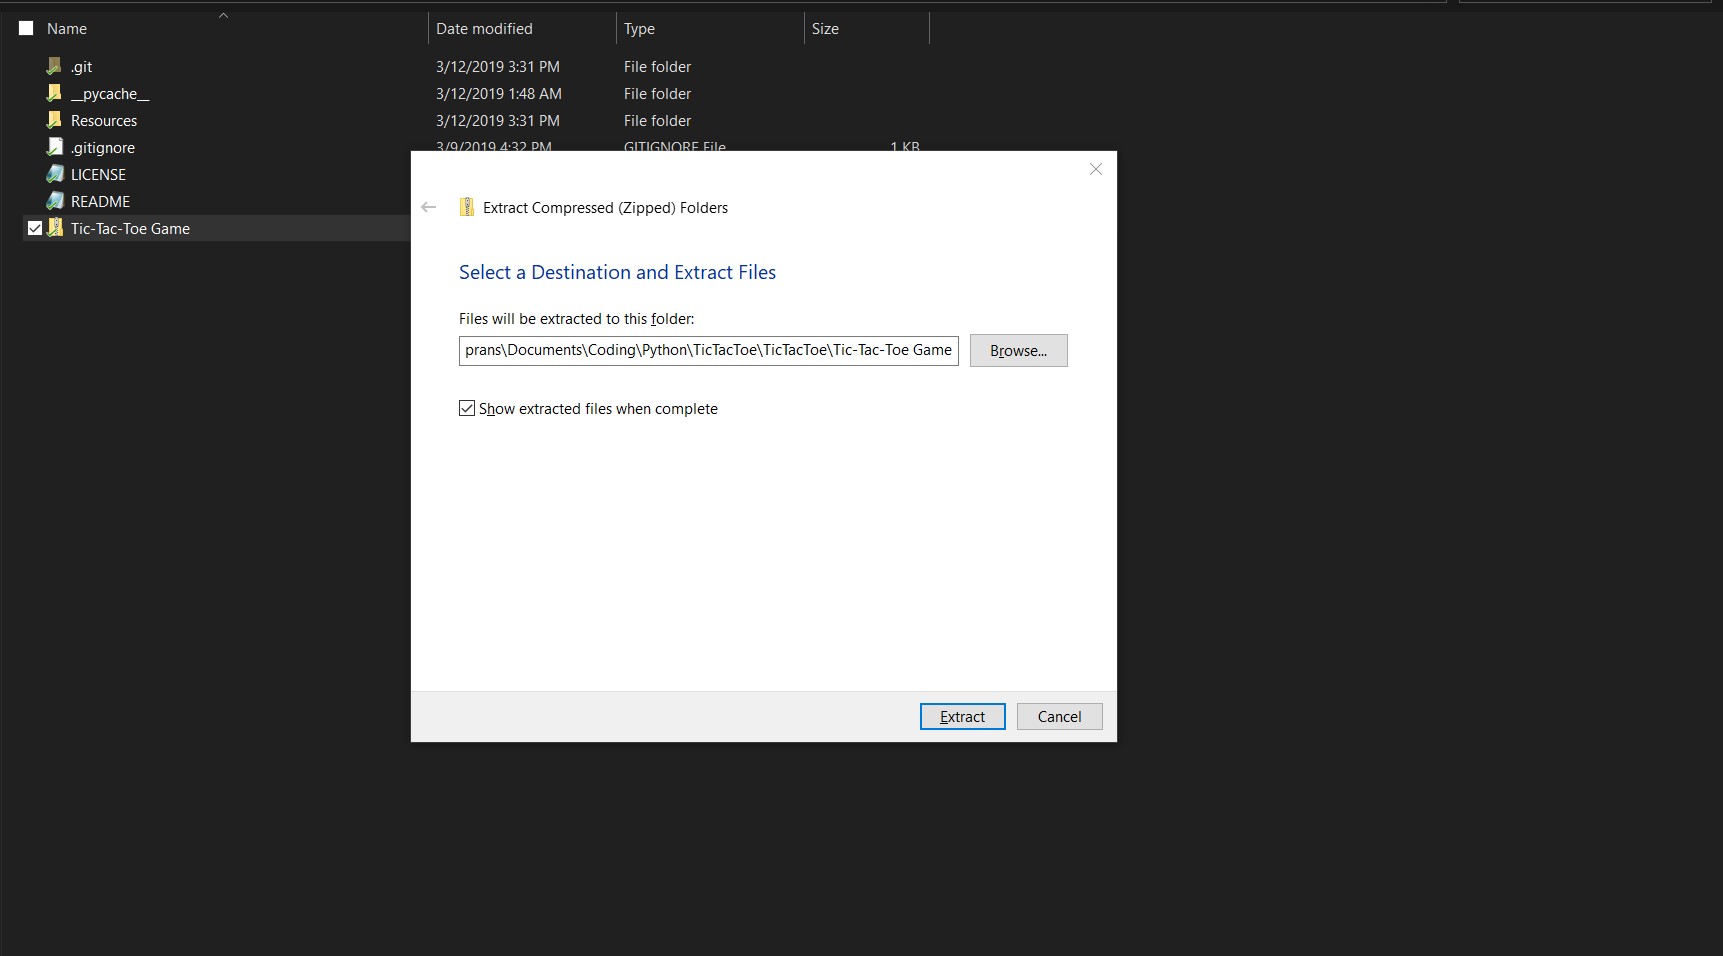 Name Date modified Type Size
.git 3/12/2019 3:31 PM File folder
__pycache__ 3/12/2019 1:48 AM File folder
Resources 3/12/2019 3:31 PM File folder
.gitignore 3/9/2019 4:32 PM GITIGNORE File 1 KB
LICENSE
README
Tic-Tac-Toe Game
Extract Compressed (Zipped) Folders
Select a Destination and Extract Files
Files will be extracted to this folder:
prans\Documents\Coding\Python\TicTacToe\TicTacToe\Tic-Tac-Toe Game Browse...
Show extracted files when complete
Extract Cancel